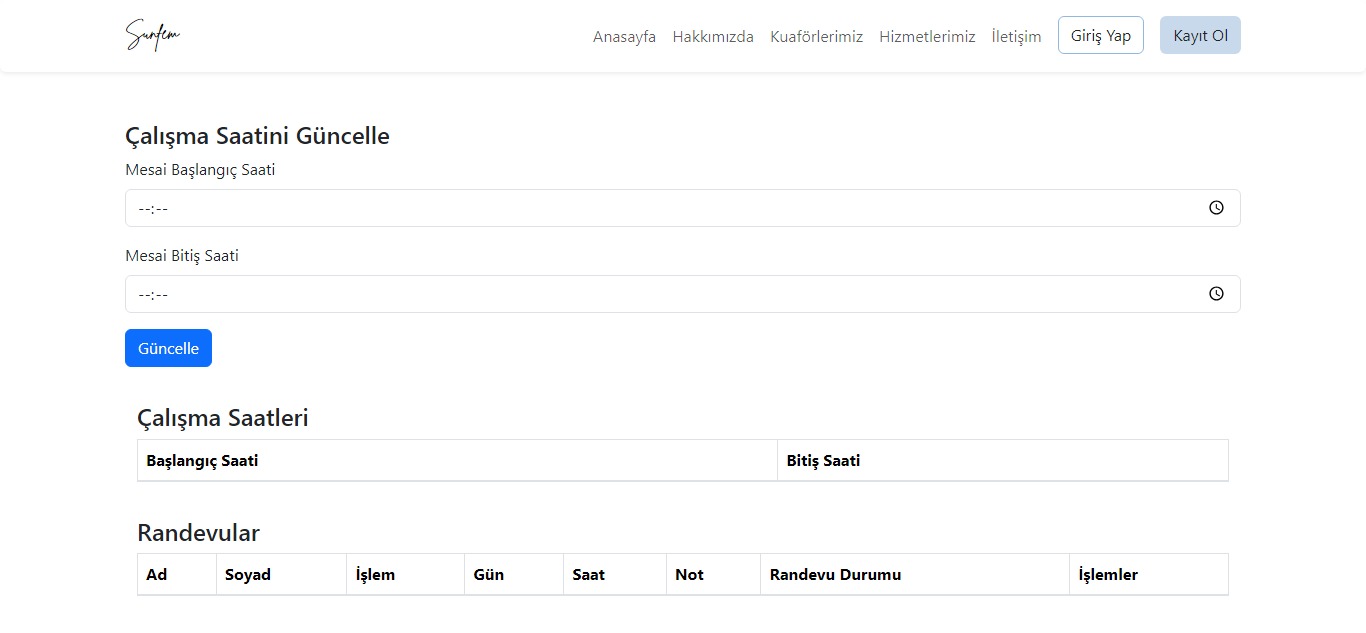 Sunfem
Anasayfa Hakkımızda Kuaförlerimiz Hizmetlerimiz İletişim Giriş Yap Kayıt Ol
Çalışma Saatini Güncelle
Mesai Başlangıç Saati
--:--
Mesai Bitiş Saati
--:--
Güncelle
Çalışma Saatleri
Başlangıç Saati Bitiş Saati
Randevular
Ad Soyad İşlem Gün Saat Not Randevu Durumu İşlemler